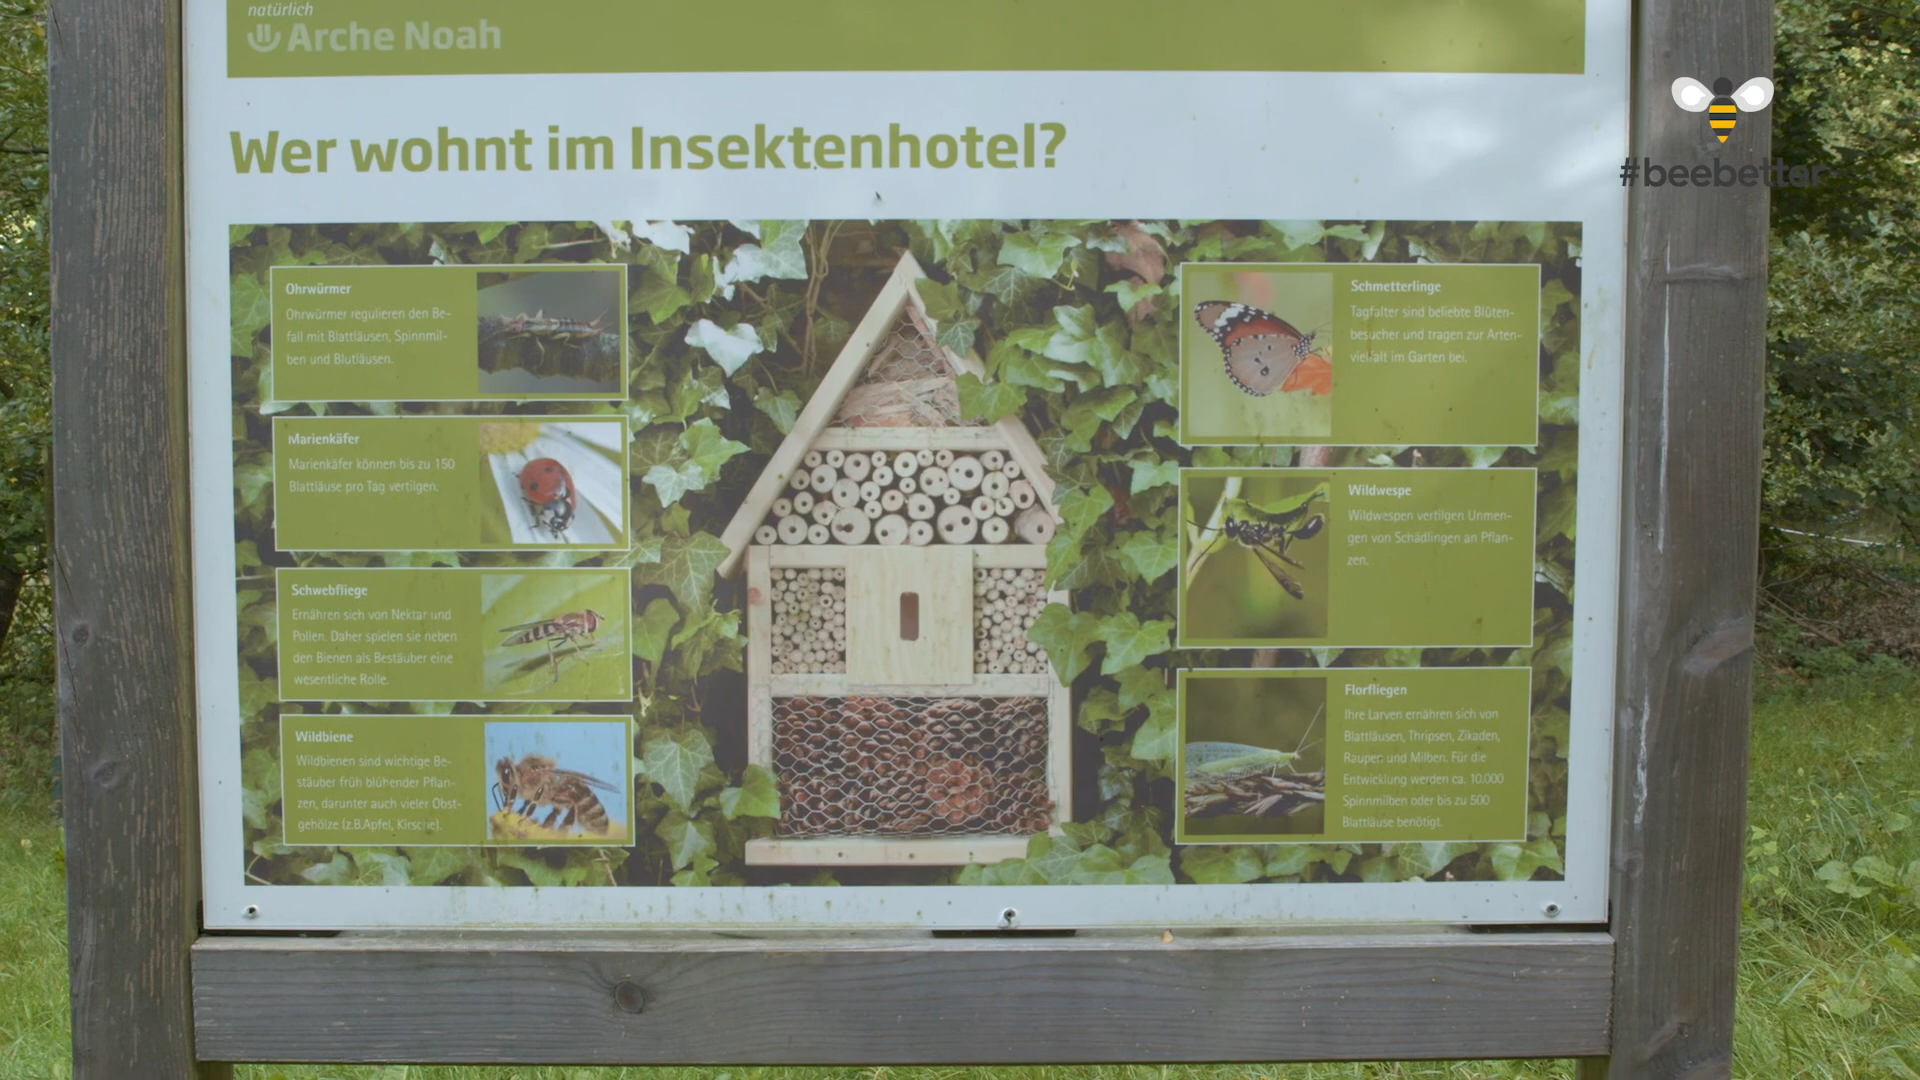 natürlich
Arche Noah
#beebetter
Wer wohnt im Insektenhotel?
Ohrwürmer
Ohrwürmer regulieren den Be-
fall mit Blattläusen, Spinnmil-
ben und Blutläusen.
Marienkäfer
Marienkäfer können bis zu 150
Blattläuse pro Tag vertilgen.
Schwebfliege
Ernähren sich von Nektar und
Pollen. Daher spielen sie neben
den Bienen als Bestäuber eine
wesentliche Rolle.
Wildbiene
Wildbienen sind wichtige Be-
stäuber früh blühender Pflan-
zen, darunter auch vieler Obst-
gehölze (z.B.Apfel, Kirsche).
Schmetterlinge
Tagfalter sind beliebte Blüten-
besucher und tragen zur Arten-
vielfalt im Garten bei.
Wildwespe
Wildwespen vertilgen Unmen-
gen von Schädlingen an Pflan-
zen.
Florfliegen
Ihre Larven ernähren sich von
Blattläusen, Thripsen, Zikaden,
Raupen und Milben. Für die
Entwicklung werden ca. 10.000
Spinnmilben oder bis zu 500
Blattläuse benötigt.